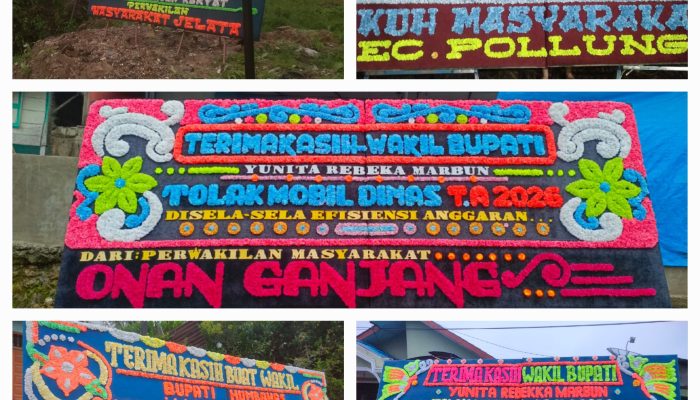 PERWAKILAN
MASYARAKAT JELATA
KUH MASYARAKA
EC. POLLUNG
TERIMAKASIH WAKIL BUPATI
YUNITA REBEKA MARBUN
TOLAK MOBIL DINAS T.A 2026
DISELA-SELA EFISIENSI ANGGARAN...
DARI: PERWAKILAN MASYARAKAT
ONAN GANJANG
TERIMAKASIH BUAT WAKIL
BUPATI HUMBAHAS
TERIMAKASIH WAKIL BUPATI
YUNITA REBEKKA MARBUN